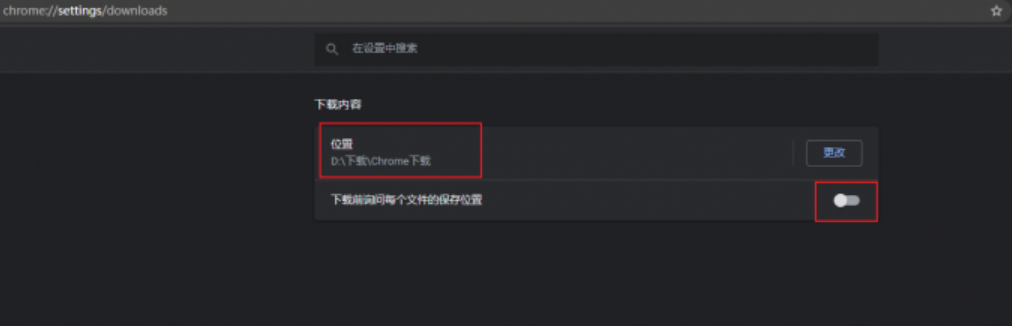 chrome://settings/downloads
在设置中搜索
下载内容
位置
D:\下载\Chrome下载
更改
下载前询问每个文件的保存位置